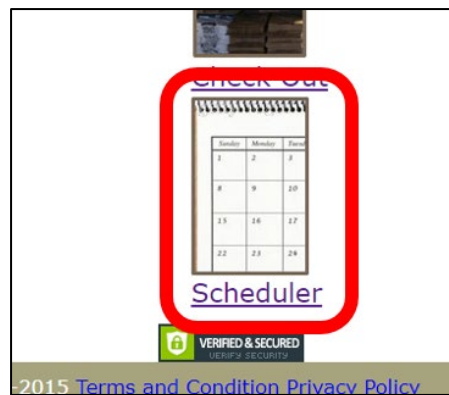 Check Out
Sunday Monday Tuesd
1 2 3
8 9 10
15 16 17
22 23 24
Scheduler
VERIFIED & SECURED
VERIFY SECURITY
-2015 Terms and Condition Privacy Policy